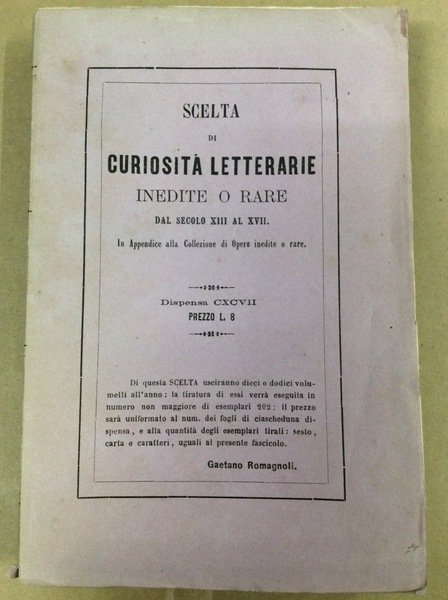 SCELTA
DI
CURIOSITÀ LETTERARIE
INEDITE O RARE
DAL SECOLO XIII AL XVII.
In Appendice alla Collezione di Opere inedite o rare.
Dispensa CXCVII
PREZZO L. 8
Di questa SCELTA usciranno dieci o dodici volu-
metti all'anno: la tiratura di essi verrà eseguita in
numero non maggiore di esemplari 202: il prezzo
sarà uniformato al num. dei fogli di ciascheduna di-
spensa, e alla quantità degli esemplari tirati: sesto,
carta e caratteri, uguali al presente fascicolo.
Gaetano Romagnoli.